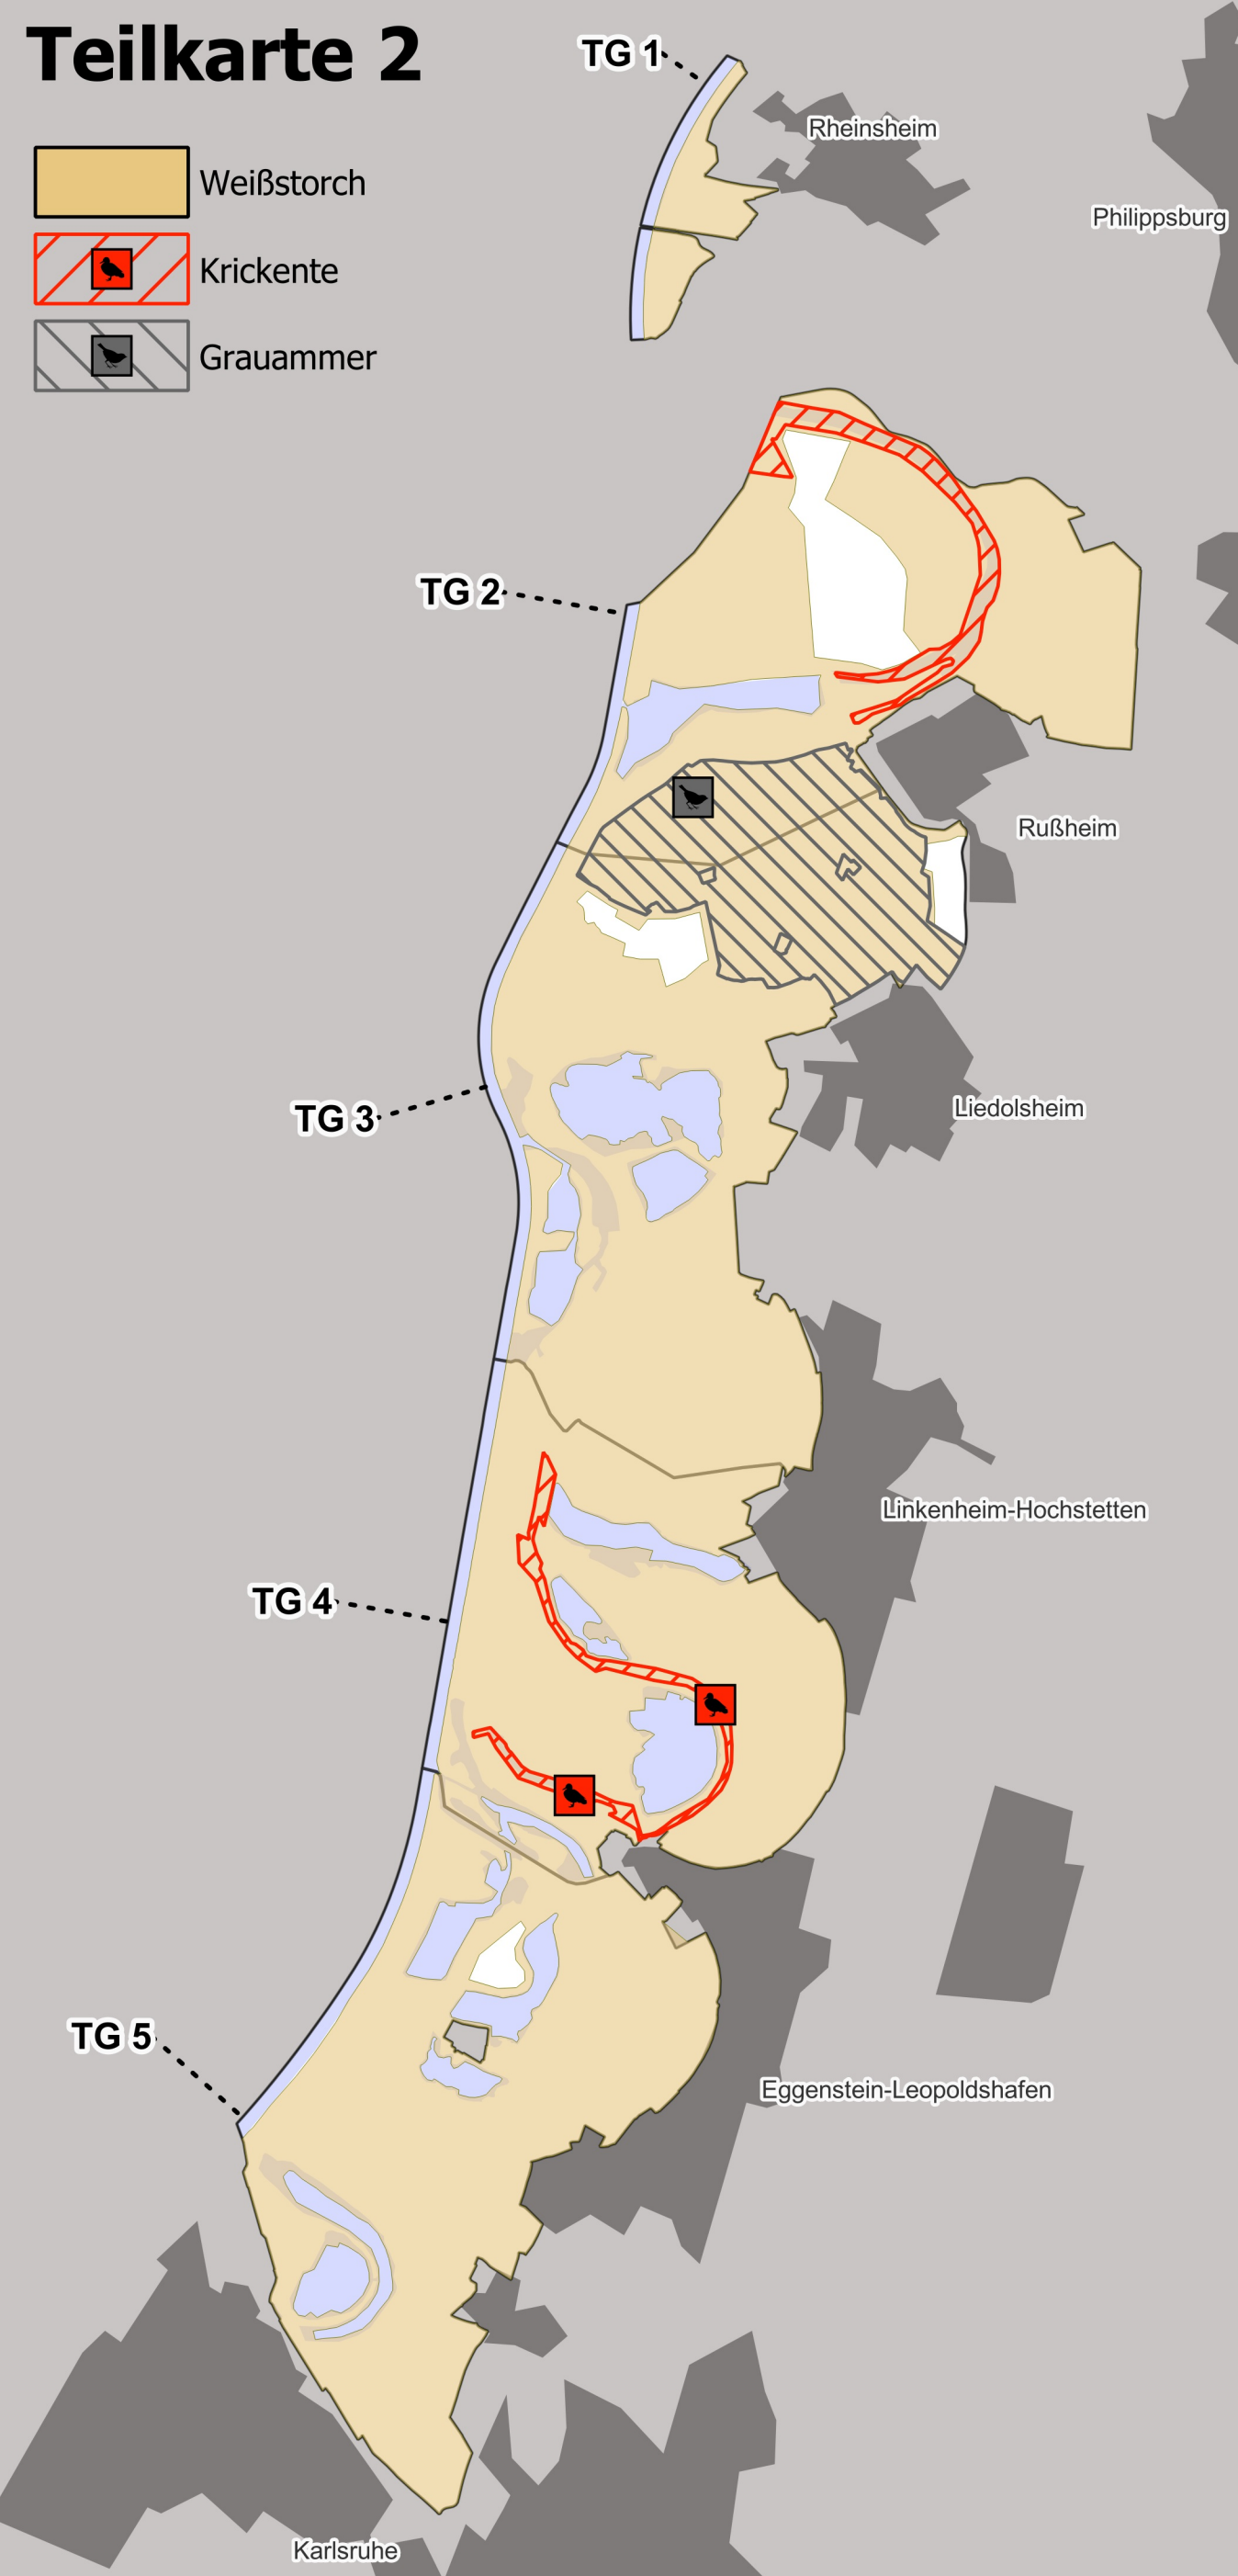 Teilkarte 2
TG 1
Rheinsheim
Weißstorch
Philippsburg
Krickente
Grauammer
TG 2
Rußheim
TG 3
Liedolsheim
Linkenheim-Hochstetten
TG 4
TG 5
Eggenstein-Leopoldshafen
Karlsruhe